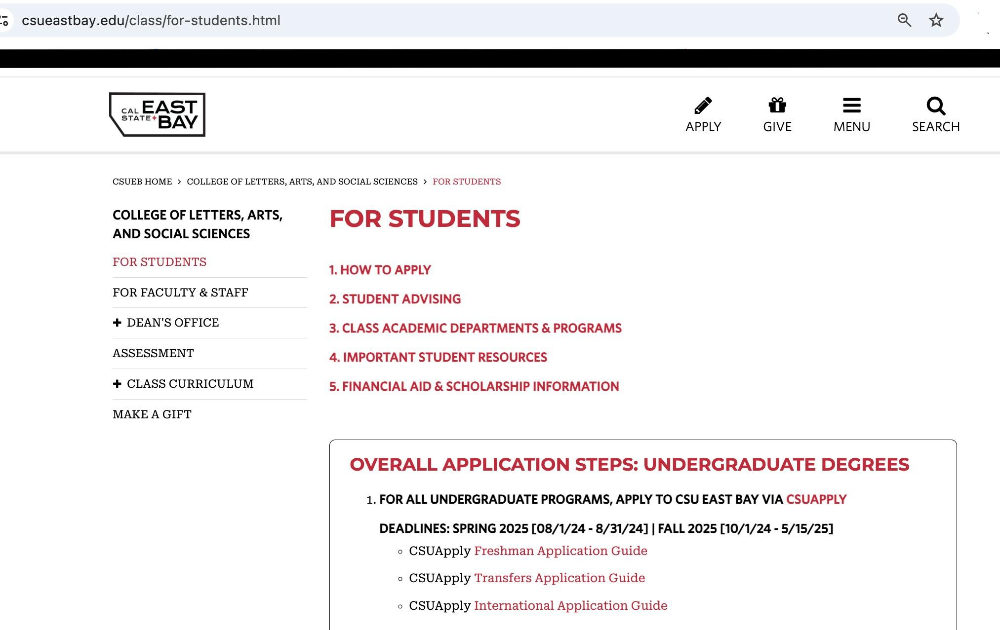 csueastbay.edu/class/for-students.html
CAL STATE EAST BAY
APPLY
GIVE
MENU
SEARCH
CSUEB HOME > COLLEGE OF LETTERS, ARTS, AND SOCIAL SCIENCES > FOR STUDENTS
COLLEGE OF LETTERS, ARTS,
AND SOCIAL SCIENCES
FOR STUDENTS
FOR FACULTY & STAFF
+ DEAN'S OFFICE
ASSESSMENT
+ CLASS CURRICULUM
MAKE A GIFT
FOR STUDENTS
1. HOW TO APPLY
2. STUDENT ADVISING
3. CLASS ACADEMIC DEPARTMENTS & PROGRAMS
4. IMPORTANT STUDENT RESOURCES
5. FINANCIAL AID & SCHOLARSHIP INFORMATION
OVERALL APPLICATION STEPS: UNDERGRADUATE DEGREES
1. FOR ALL UNDERGRADUATE PROGRAMS, APPLY TO CSU EAST BAY VIA CSUAPPLY
DEADLINES: SPRING 2025 [08/1/24 - 8/31/24] | FALL 2025 [10/1/24 - 5/15/25]
◦ CSUApply Freshman Application Guide
◦ CSUApply Transfers Application Guide
◦ CSUApply International Application Guide